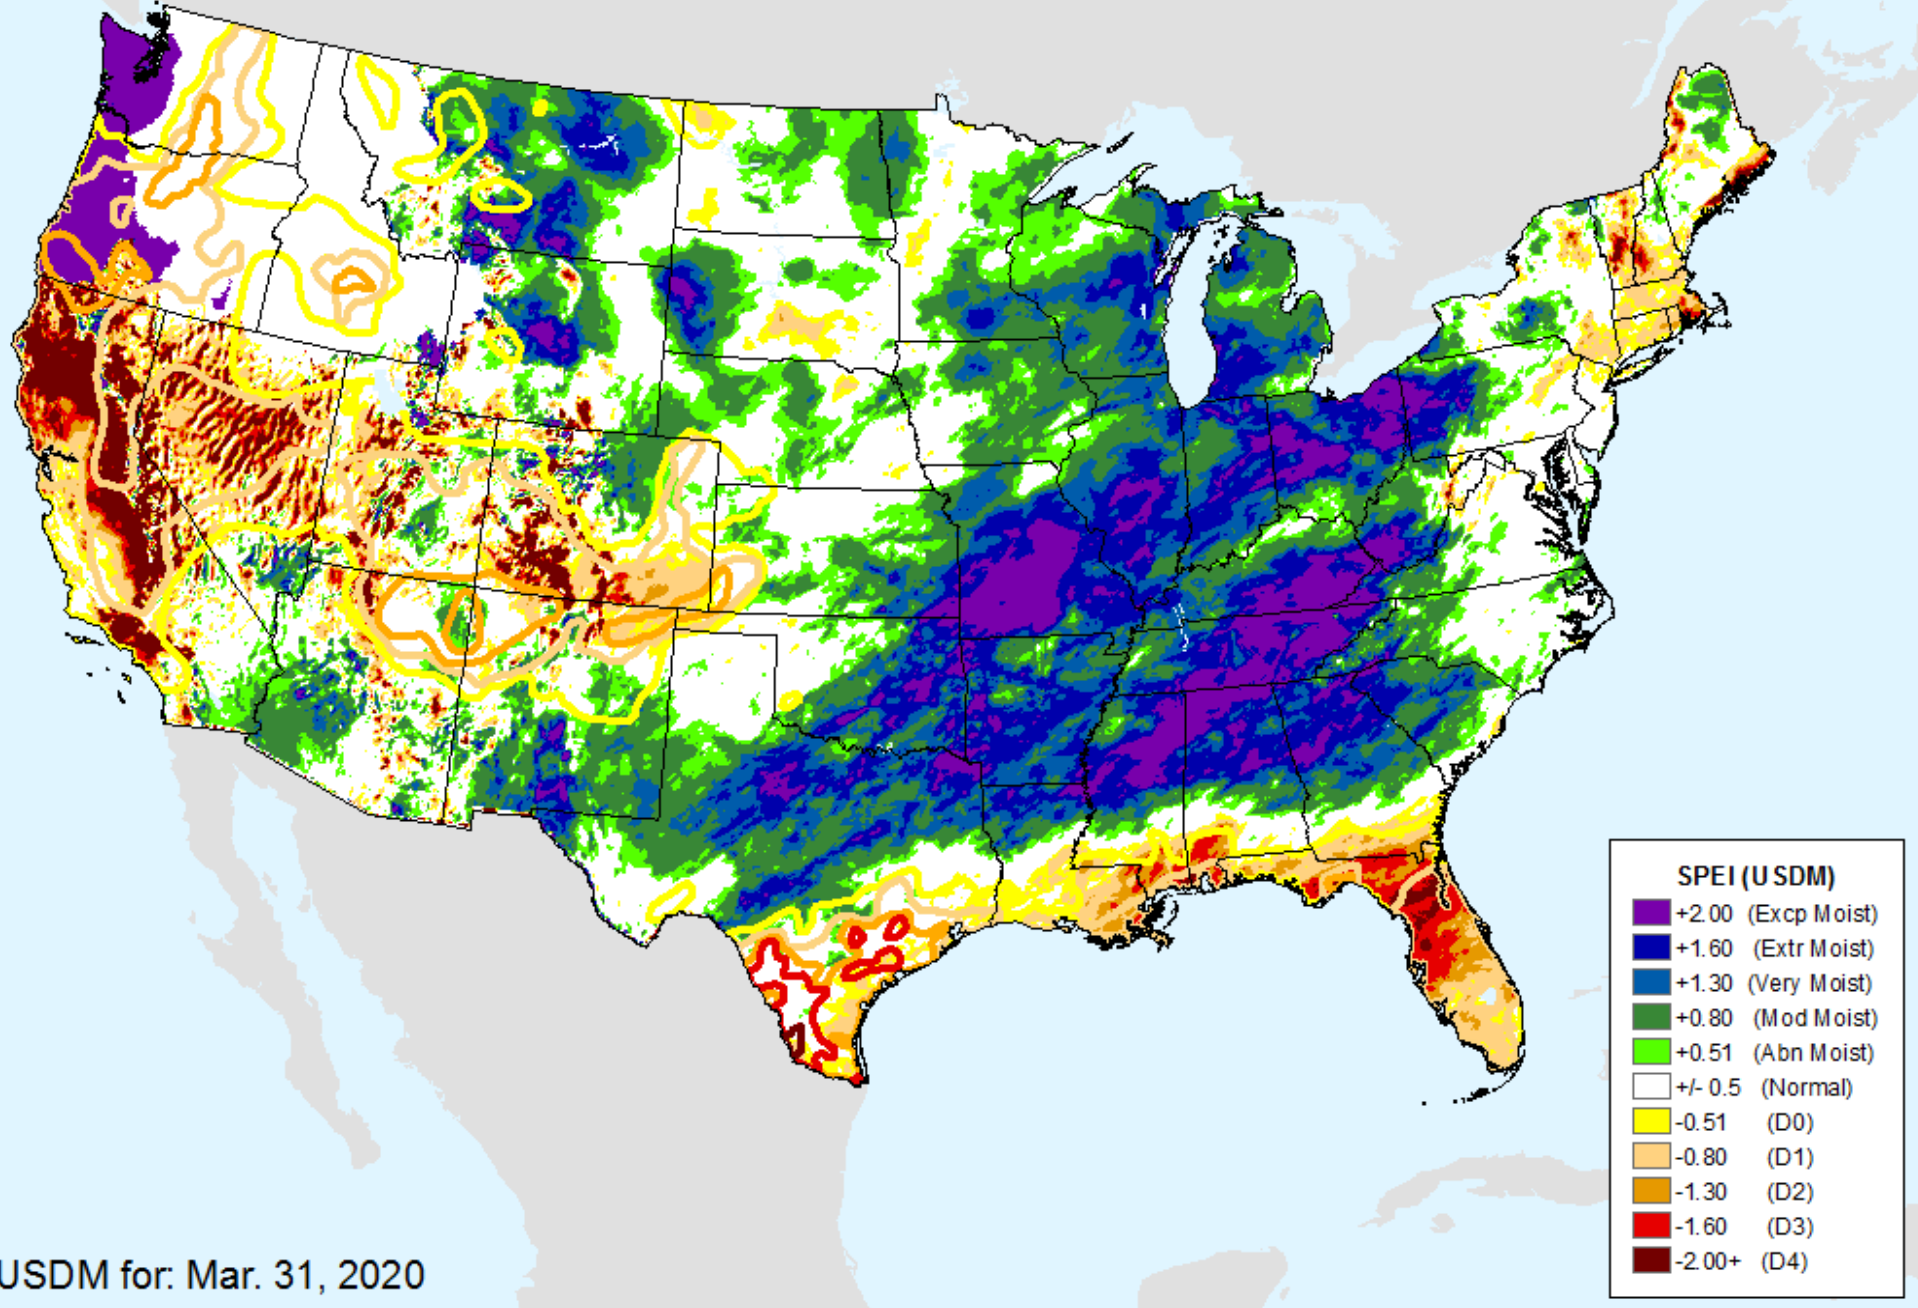 SPEI (USDM)
+2.00 (Excp Moist)
+1.60 (Extr Moist)
+1.30 (Very Moist)
+0.80 (Mod Moist)
+0.51 (Abn Moist)
+/- 0.5 (Normal)
-0.51 (D0)
-0.80 (D1)
-1.30 (D2)
-1.60 (D3)
-2.00+ (D4)
USDM for: Mar. 31, 2020